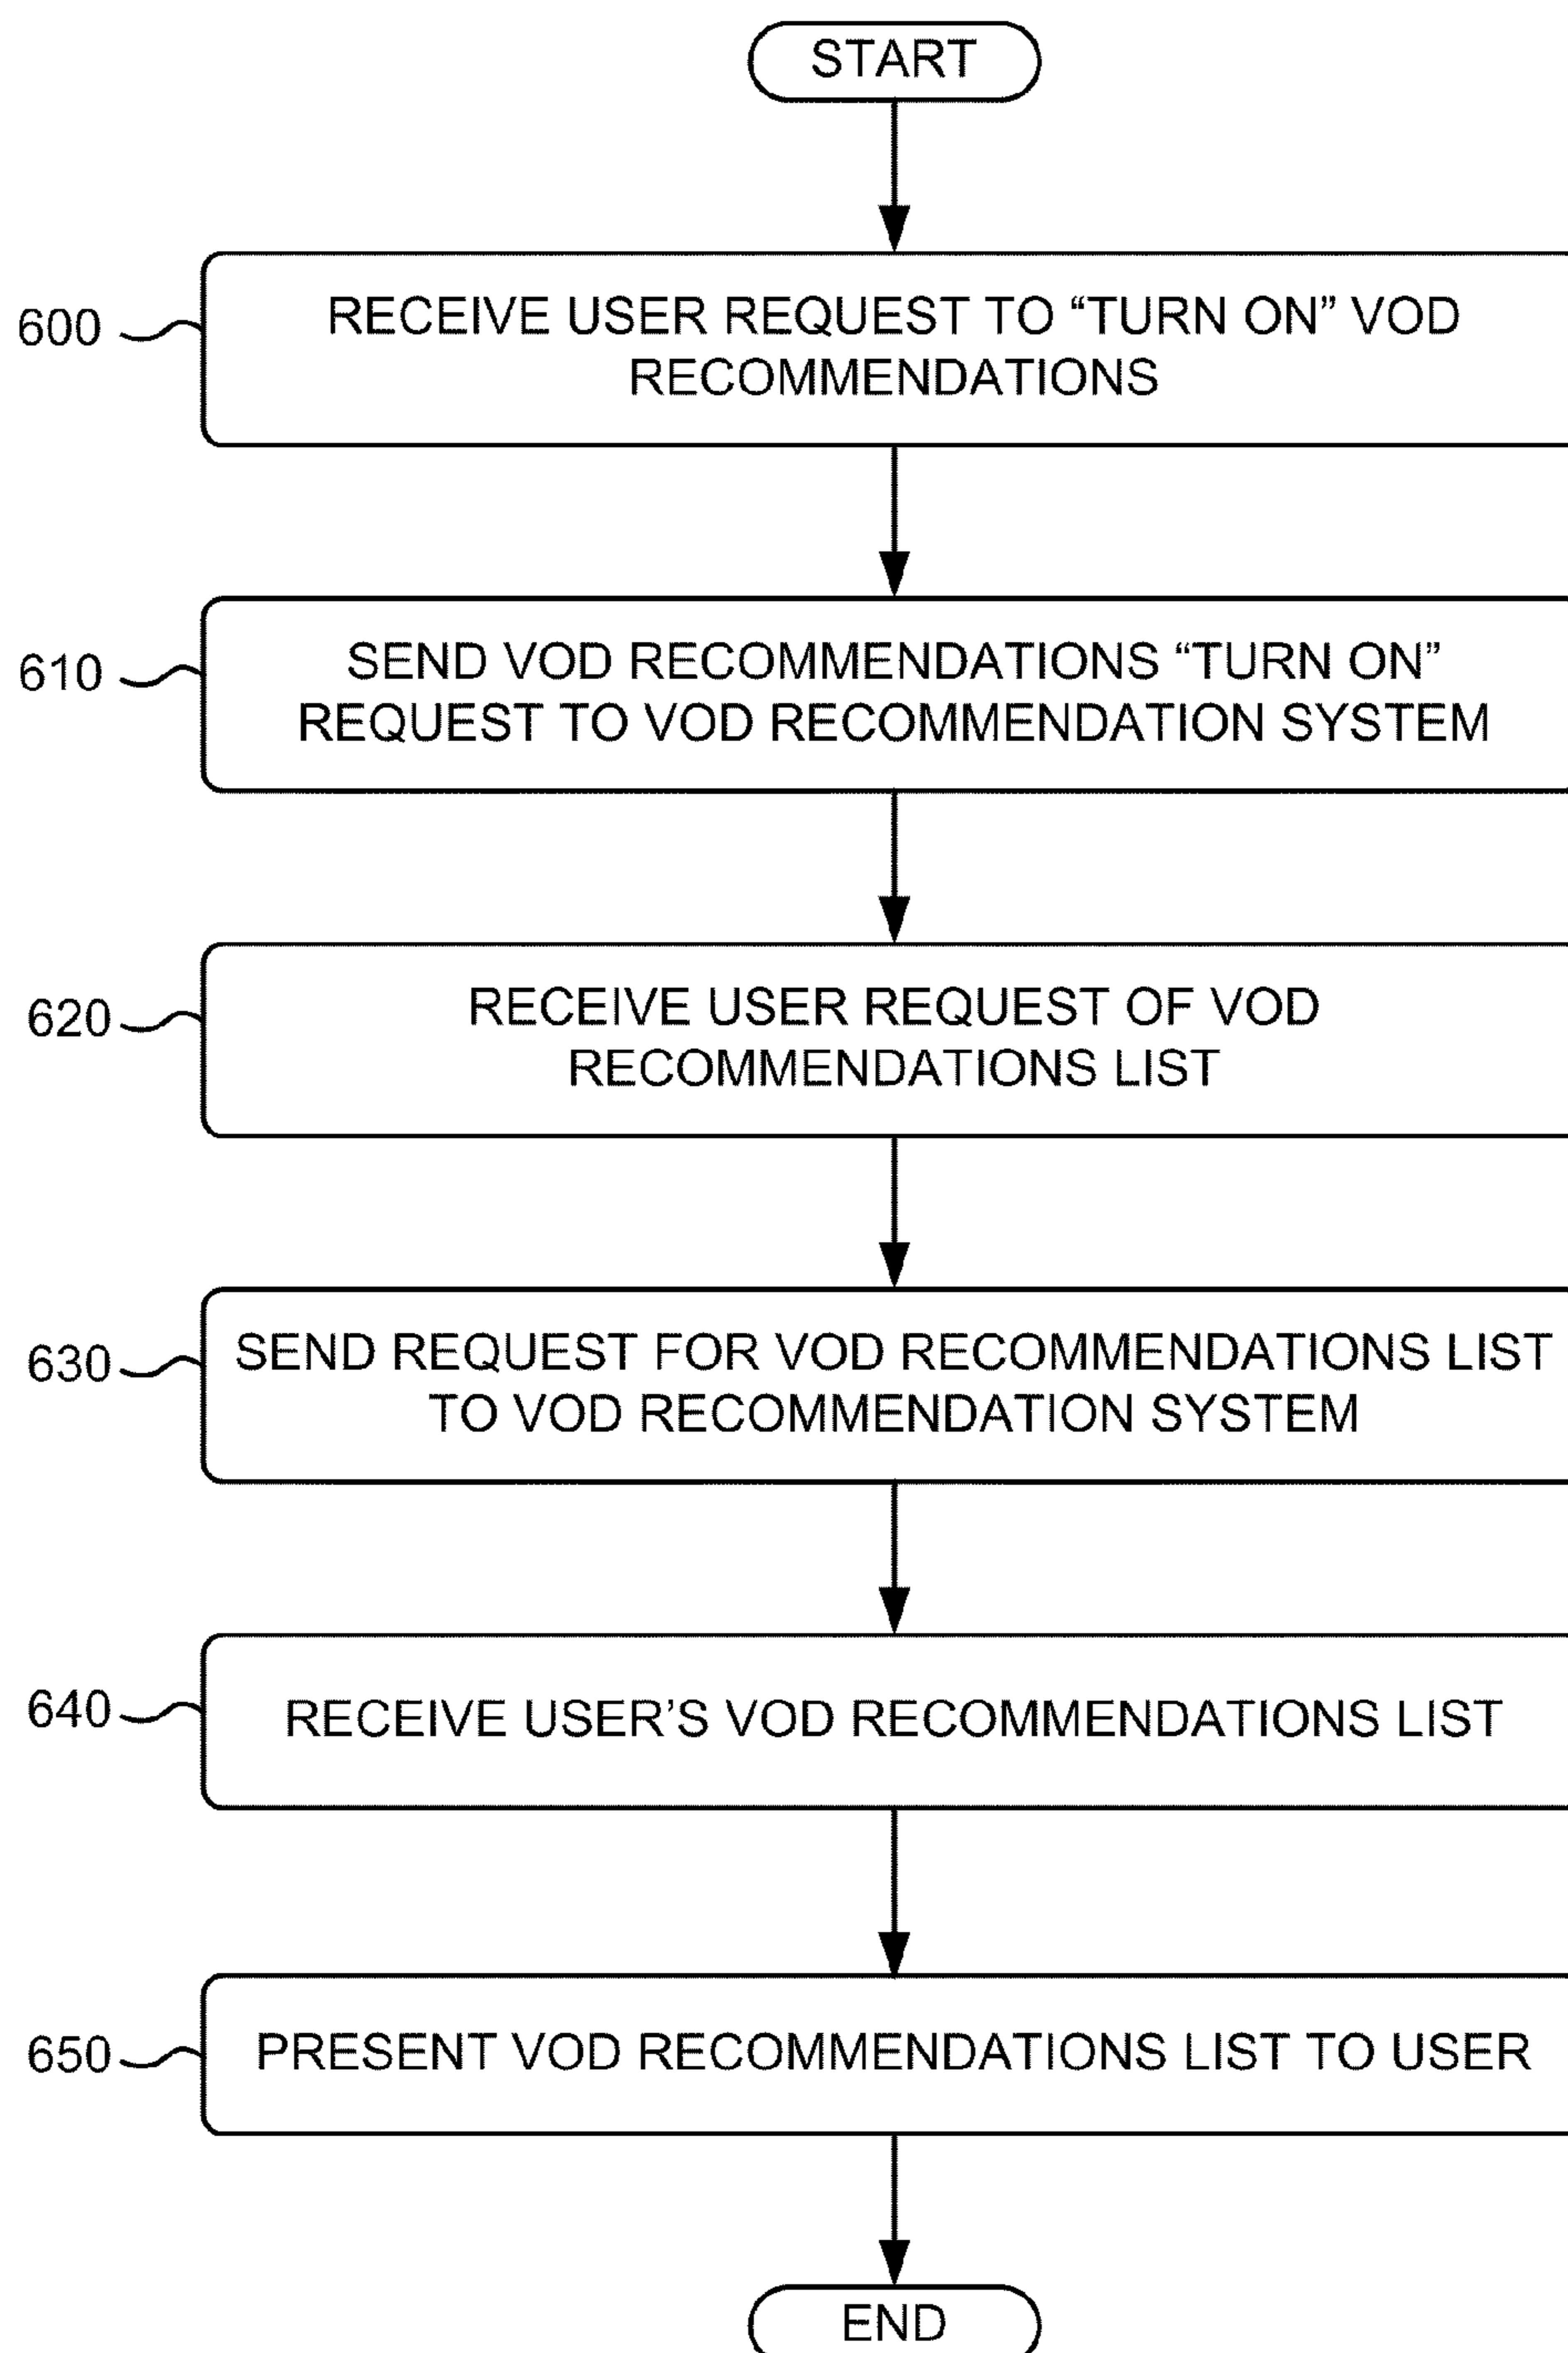 START
600
RECEIVE USER REQUEST TO “TURN ON” VOD
RECOMMENDATIONS
610
SEND VOD RECOMMENDATIONS “TURN ON”
REQUEST TO VOD RECOMMENDATION SYSTEM
620
RECEIVE USER REQUEST OF VOD
RECOMMENDATIONS LIST
630
SEND REQUEST FOR VOD RECOMMENDATIONS LIST
TO VOD RECOMMENDATION SYSTEM
640
RECEIVE USER’S VOD RECOMMENDATIONS LIST
650
PRESENT VOD RECOMMENDATIONS LIST TO USER
END